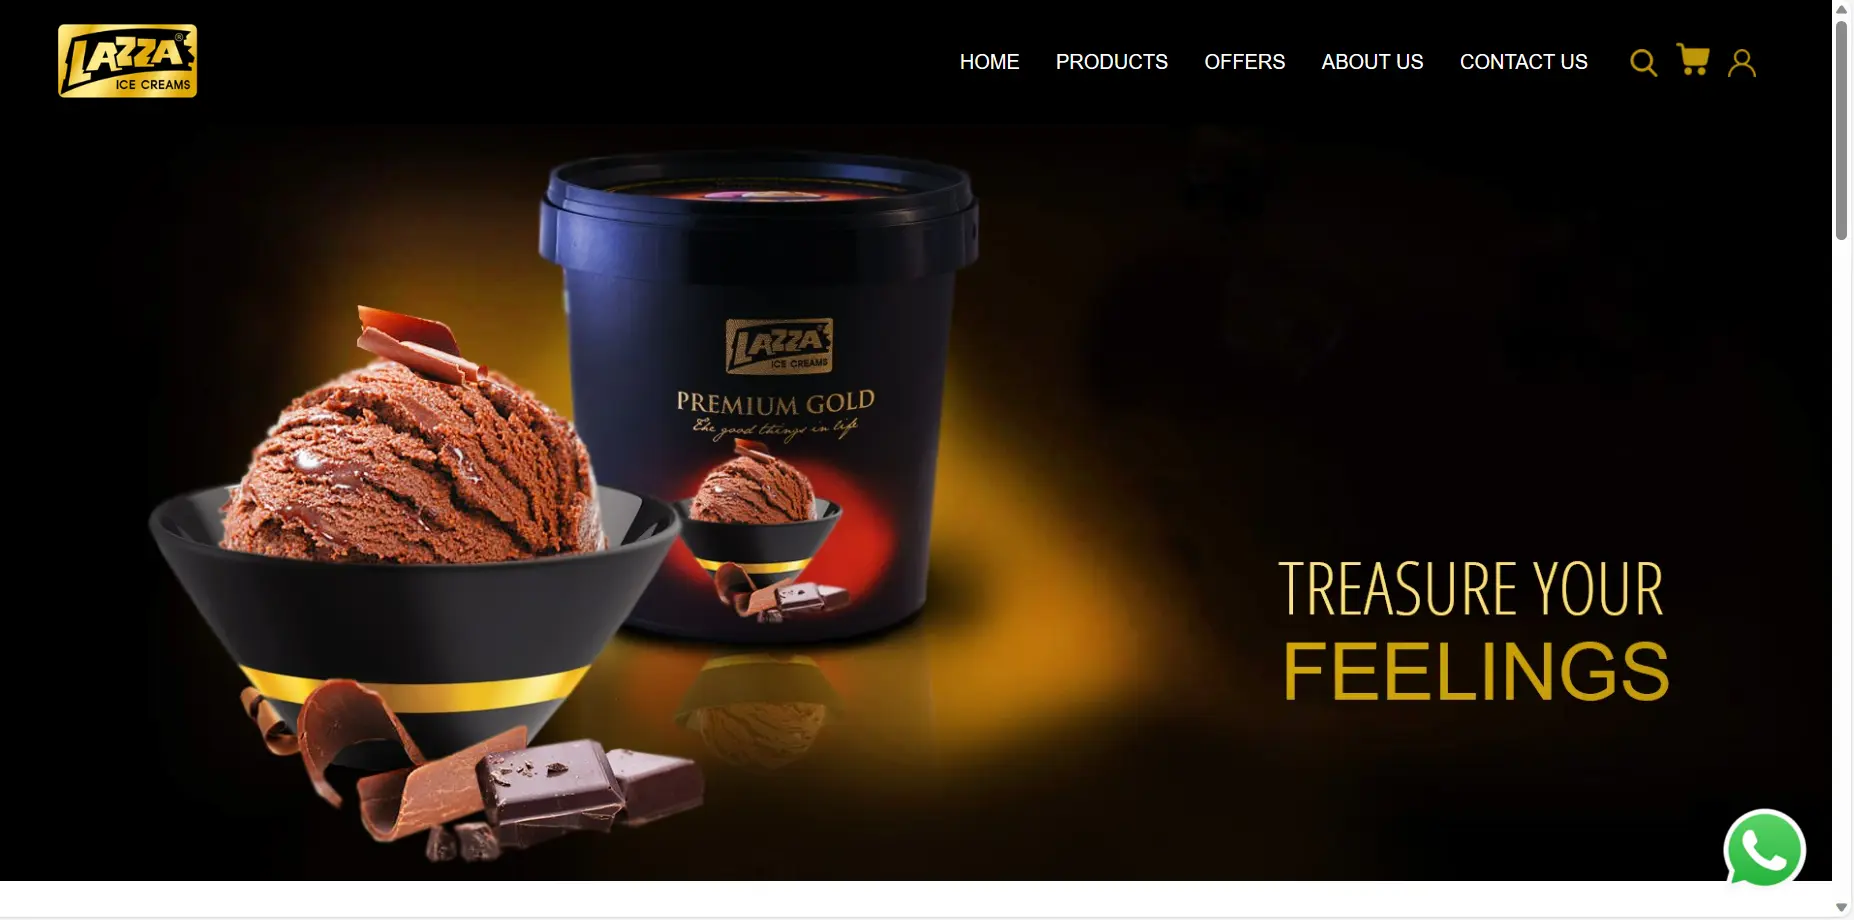 LAZZA®
ICE CREAMS
HOME
PRODUCTS
OFFERS
ABOUT US
CONTACT US
LAZZA®
ICE CREAMS
PREMIUM GOLD
The good things in life
TREASURE YOUR
FEELINGS